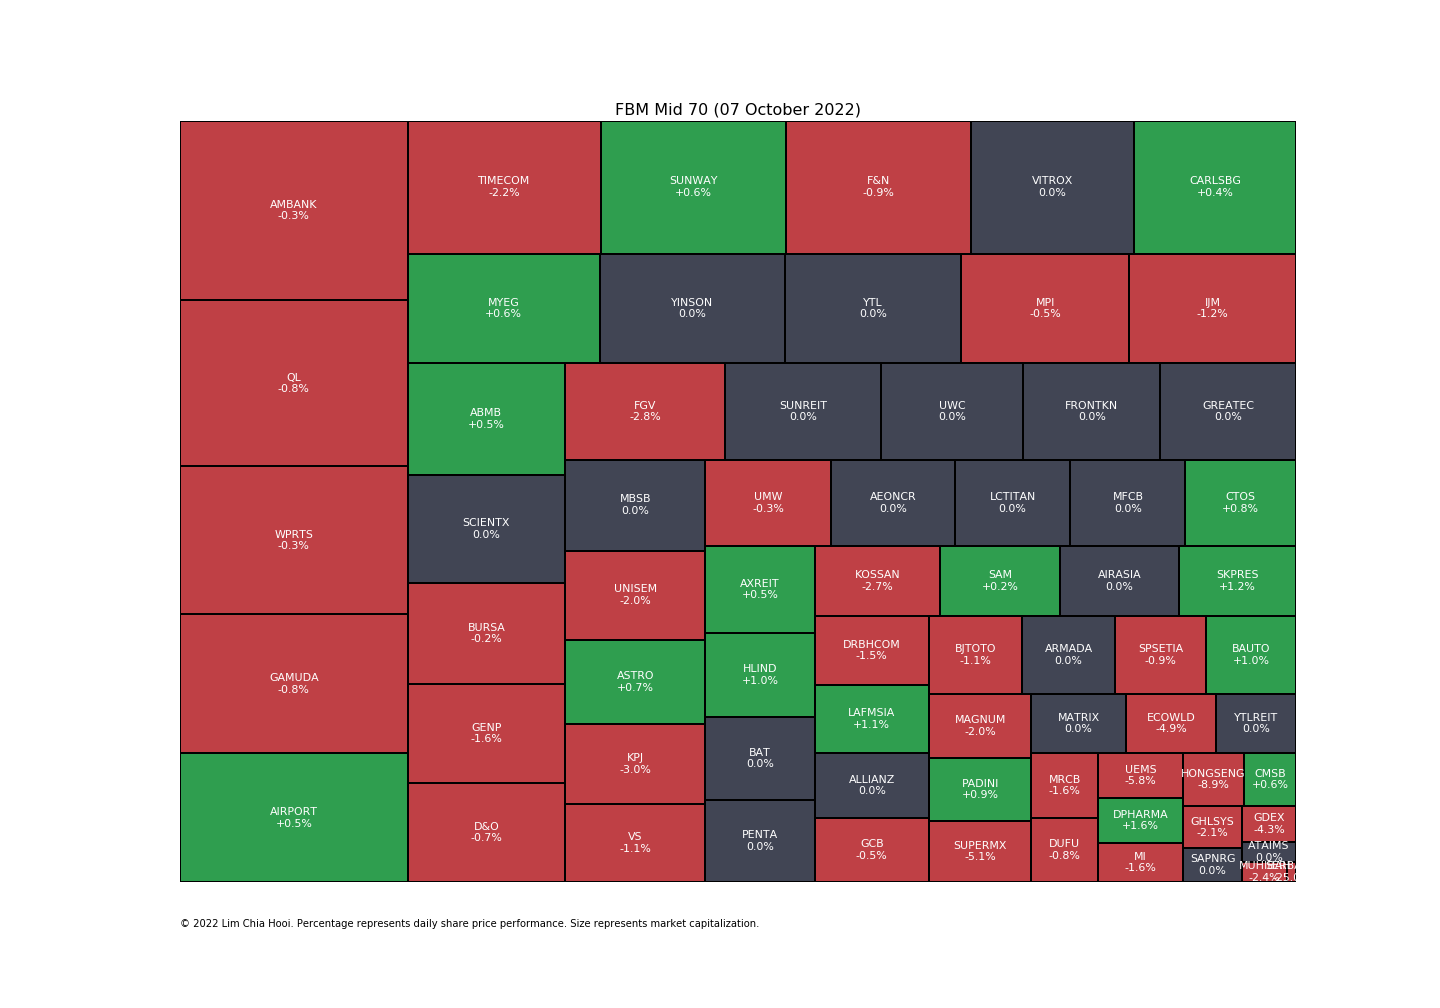 FBM Mid 70 (07 October 2022)
AMBANK
-0.3%
QL
-0.8%
WPRTS
-0.3%
GAMUDA
-0.8%
AIRPORT
+0.5%
TIMECOM
-2.2%
SUNWAY
+0.6%
F&N
-0.9%
VITROX
0.0%
CARLSBG
+0.4%
MYEG
+0.6%
YINSON
0.0%
YTL
0.0%
MPI
-0.5%
IJM
-1.2%
ABMB
+0.5%
SCIENTX
0.0%
BURSA
-0.2%
GENP
-1.6%
D&O
-0.7%
FGV
-2.8%
SUNREIT
0.0%
UWC
0.0%
FRONTKN
0.0%
GREATEC
0.0%
MBSB
0.0%
UNISEM
-2.0%
ASTRO
+0.7%
KPJ
-3.0%
VS
-1.1%
UMW
-0.3%
AEONCR
0.0%
LCTITAN
0.0%
MFCB
0.0%
CTOS
+0.8%
AXREIT
+0.5%
HLIND
+1.0%
BAT
0.0%
PENTA
0.0%
KOSSAN
-2.7%
SAM
+0.2%
AIRASIA
0.0%
SKPRES
+1.2%
DRBHCOM
-1.5%
LAFMSIA
+1.1%
ALLIANZ
0.0%
GCB
-0.5%
BJTOTO
-1.1%
ARMADA
0.0%
SPSETIA
-0.9%
BAUTO
+1.0%
MAGNUM
-2.0%
PADINI
+0.9%
SUPERMX
-5.1%
MATRIX
0.0%
ECOWLD
-4.9%
YTLREIT
0.0%
MRCB
-1.6%
DUFU
-0.8%
UEMS
-5.8%
DPHARMA
+1.6%
MI
-1.6%
HONGSENG
-8.9%
CMSB
+0.6%
GHLSYS
-2.1%
SAPNRG
0.0%
GDEX
-4.3%
ATAIMS
0.0%
-2.4%
© 2022 Lim Chia Hooi. Percentage represents daily share price performance. Size represents market capitalization.